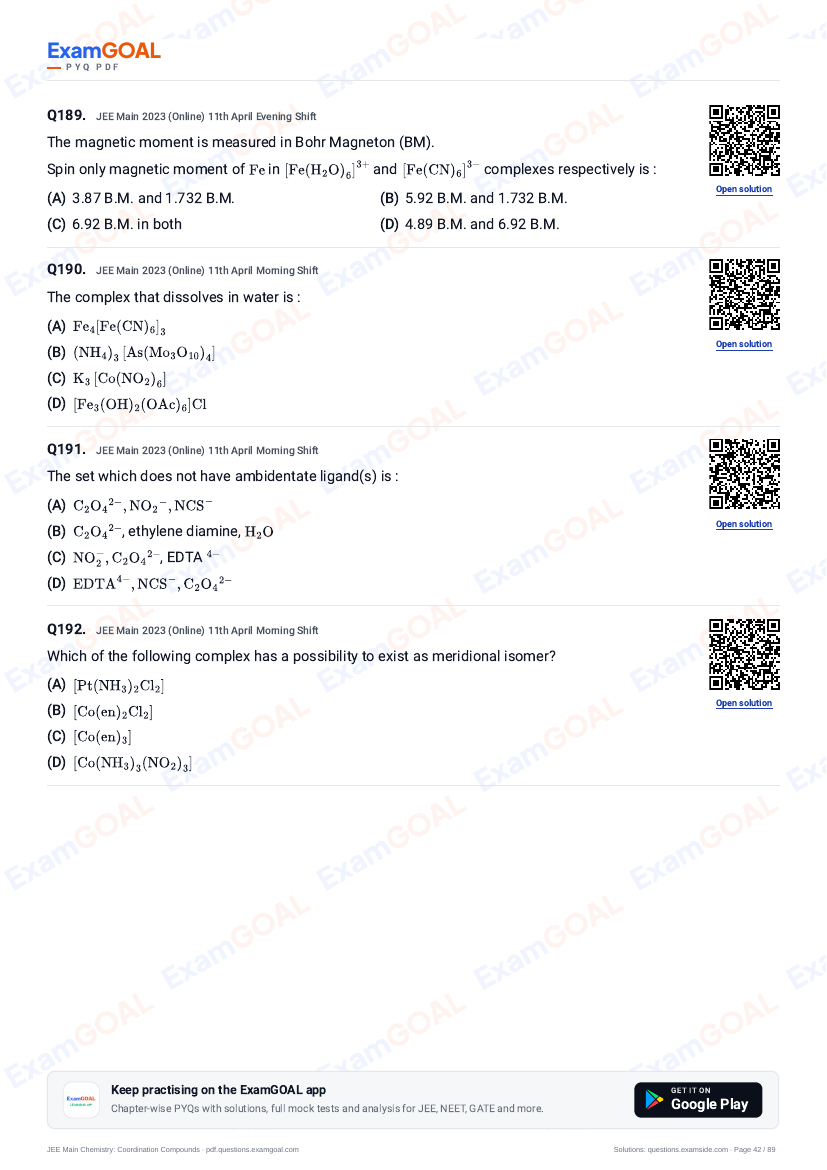 ExamGOAL
PYQ PDF
Q189. JEE Main 2023 (Online) 11th April Evening Shift
The magnetic moment is measured in Bohr Magneton (BM).
Spin only magnetic moment of Fe in [Fe(H₂O)₆]³⁺ and [Fe(CN)₆]³⁻ complexes respectively is :
(A) 3.87 B.M. and 1.732 B.M. (B) 5.92 B.M. and 1.732 B.M.
(C) 6.92 B.M. in both (D) 4.89 B.M. and 6.92 B.M.
Open solution
Q190. JEE Main 2023 (Online) 11th April Morning Shift
The complex that dissolves in water is :
(A) Fe₄[Fe(CN)₆]₃
(B) (NH₄)₃ [As(Mo₃O₁₀)₄]
(C) K₃ [Co(NO₂)₆]
(D) [Fe₃(OH)₂(OAc)₆]Cl
Open solution
Q191. JEE Main 2023 (Online) 11th April Morning Shift
The set which does not have ambidentate ligand(s) is :
(A) C₂O₄²⁻, NO₂⁻, NCS⁻
(B) C₂O₄²⁻, ethylene diamine, H₂O
(C) NO₂⁻, C₂O₄²⁻, EDTA ⁴⁻
(D) EDTA⁴⁻, NCS⁻, C₂O₄²⁻
Open solution
Q192. JEE Main 2023 (Online) 11th April Morning Shift
Which of the following complex has a possibility to exist as meridional isomer?
(A) [Pt(NH₃)₂Cl₂]
(B) [Co(en)₂Cl₂]
(C) [Co(en)₃]
(D) [Co(NH₃)₃(NO₂)₃]
Open solution
ExamGOAL
Keep practising on the ExamGOAL app
Chapter-wise PYQs with solutions, full mock tests and analysis for JEE, NEET, GATE and more.
GET IT ON
Google Play
JEE Main Chemistry: Coordination Compounds · pdf.questions.examgoal.com
Solutions: questions.examside.com · Page 42 / 89